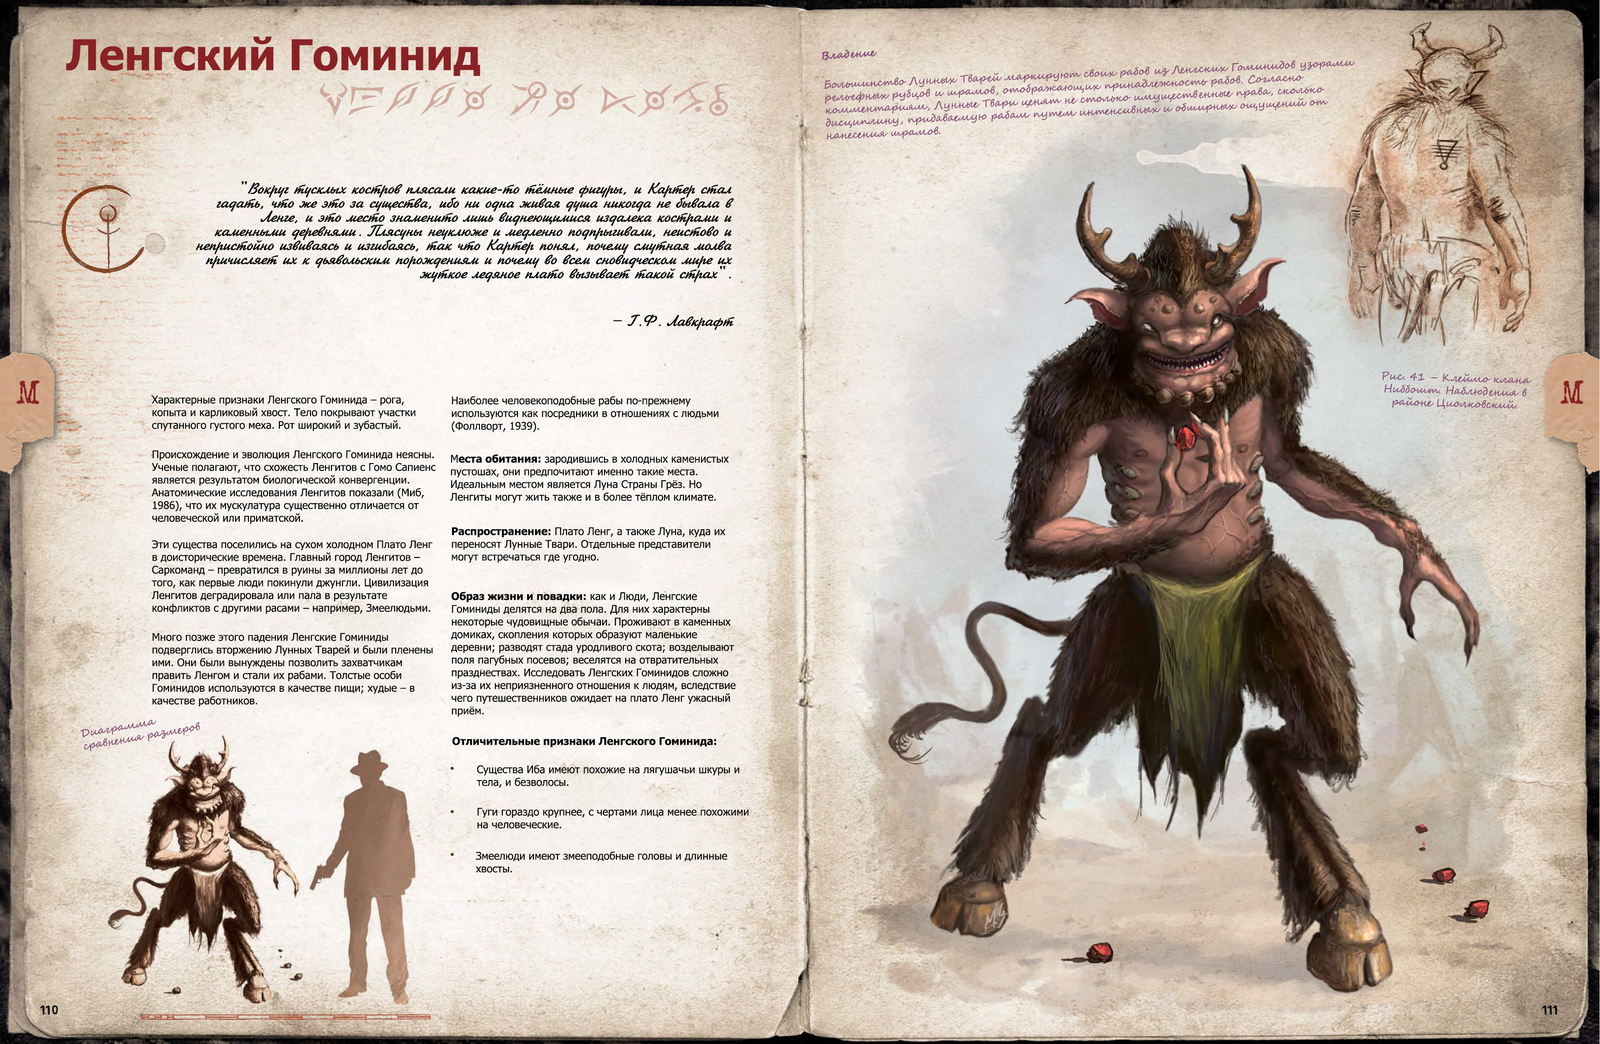 Ленгский Гоминид
"Вокруг тусклых костров плясали какие-то тёмные фигуры, и Картер стал
гадать, что же это за существа, ибо ни одна живая душа никогда не бывала в
Ленге, и это место знаменито лишь виднеющимися издалека кострами и
каменными деревнями. Плясуны неуклюже и медленно подпрыгивали, неистово и
непристойно извиваясь и изгибаясь, так что Картер понял, почему смутная молва
причисляет их к дьявольским порождениям и почему во всем сновидческом мире их
жуткое ледяное плато вызывает такой страх".
– Г.Ф. Лавкрафт
М
Характерные признаки Ленгского Гоминида – рога,
копыта и карликовый хвост. Тело покрывают участки
спутанного густого меха. Рот широкий и зубастый.
Происхождение и эволюция Ленгского Гоминида неясны.
Ученые полагают, что схожесть Ленгитов с Гомо Сапиенс
является результатом биологической конвергенции.
Анатомические исследования Ленгитов показали (Миб,
1986), что их мускулатура существенно отличается от
человеческой или приматской.
Эти существа поселились на сухом холодном Плато Ленг
в доисторические времена. Главный город Ленгитов –
Саркоманд – превратился в руины за миллионы лет до
того, как первые люди покинули джунгли. Цивилизация
Ленгитов деградировала или пала в результате
конфликтов с другими расами – например, Змеелюдьми.
Много позже этого падения Ленгские Гоминиды
подверглись вторжению Лунных Тварей и были пленены
ими. Они были вынуждены позволить захватчикам
править Ленгом и стали их рабами. Толстые особи
Гоминидов используются в качестве пищи; худые – в
качестве работников.
Диаграмма
сравнения размеров
110
Наиболее человекоподобные рабы по-прежнему
используются как посредники в отношениях с людьми
(Фоллворт, 1939).
Места обитания: зародившись в холодных каменистых
пустошах, они предпочитают именно такие места.
Идеальным местом является Луна Страны Грёз. Но
Ленгиты могут жить также и в более тёплом климате.
Распространение: Плато Ленг, а также Луна, куда их
переносят Лунные Твари. Отдельные представители
могут встречаться где угодно.
Образ жизни и повадки: как и Люди, Ленгские
Гоминиды делятся на два пола. Для них характерны
некоторые чудовищные обычаи. Проживают в каменных
домиках, скопления которых образуют маленькие
деревни; разводят стада уродливого скота; возделывают
поля пагубных посевов; веселятся на отвратительных
празднествах. Исследовать Ленгских Гоминидов сложно
из-за их неприязненного отношения к людям, вследствие
чего путешественников ожидает на плато Ленг ужасный
приём.
Отличительные признаки Ленгского Гоминида:
• Существа Иба имеют похожие на лягушачьи шкуры и
тела, и безволосы.
• Гуги гораздо крупнее, с чертами лица менее похожими
на человеческие.
• Змеелюди имеют змееподобные головы и длинные
хвосты.
Владение
Большинство Лунных Тварей маркируют своих рабов из Ленгских Гоминидов узорами
рельефных рубцов и шрамов, отображающих принадлежность рабов. Согласно
комментариям, Лунные Твари ценят не столько имущественные права, сколько
дисциплину, придаваемую рабам путем интенсивных и обширных ощущений от
нанесения шрамов.
Рис. 41 – Клеймо клана
Ниббошт. Наблюдения в
районе Циолковский.
М
M.G
111